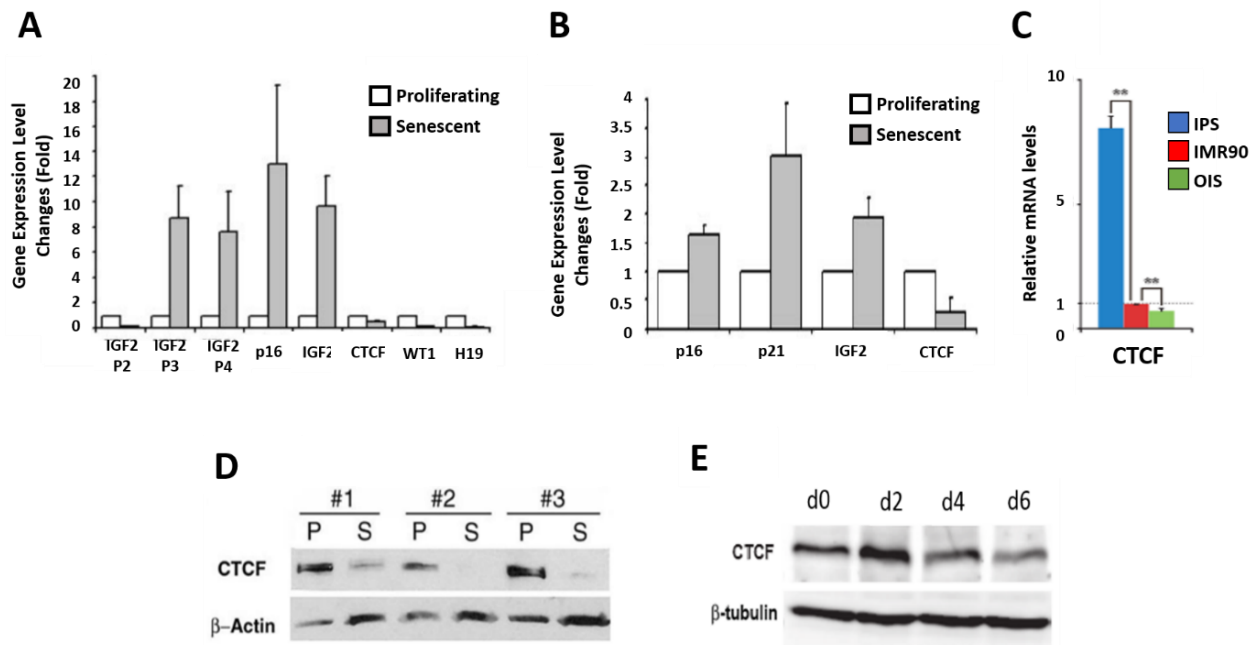 A
Gene Expression Level
Changes (Fold)
20
18
16
14
12
10
8
6
4
2
0
Proliferating
Senescent
IGF2
P2
IGF2
P3
IGF2
P4
p16
IGF2
CTCF
WT1
H19
B
Gene Expression Level
Changes (Fold)
4
3.5
3
2.5
2
1.5
1
0.5
0
Proliferating
Senescent
p16
p21
IGF2
CTCF
C
Relative mRNA levels
10
5
1
0
**
**
IPS
IMR90
OIS
CTCF
D
#1 #2 #3
P S P S P S
CTCF
β–Actin
E
d0 d2 d4 d6
CTCF
β-tubulin